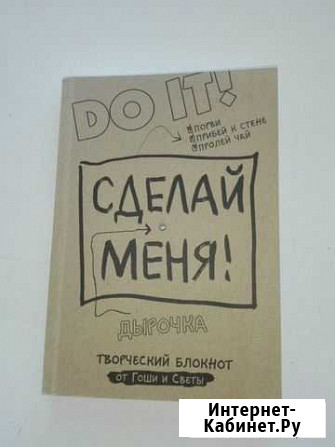 DO IT!
ПОРВИ
ПРИБЕЙ К СТЕНЕ
ПРОЛЕЙ ЧАЙ
СДЕЛАЙ
МЕНЯ!
ДЫРОЧКА
ТВОРЧЕСКИЙ БЛОКНОТ
от Гоши и Светы
Интернет-
Кабинет.Ру